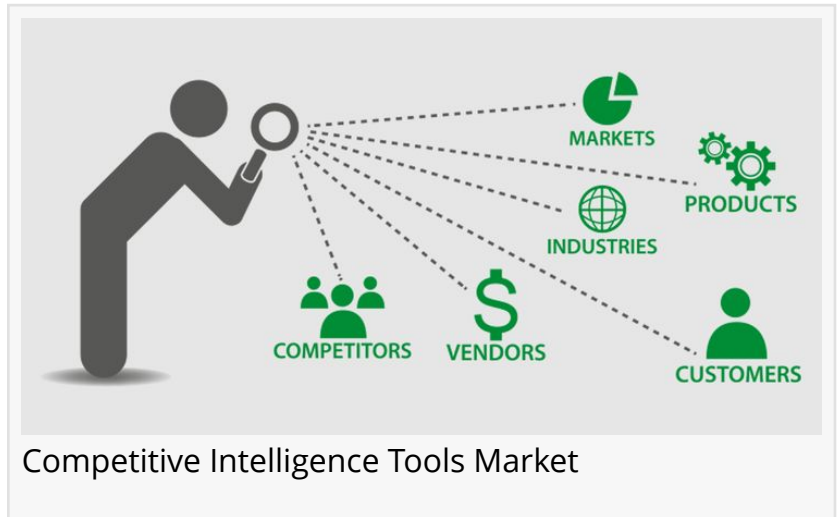 MARKETS
PRODUCTS
INDUSTRIES
COMPETITORS
VENDORS
CUSTOMERS
Competitive Intelligence Tools Market